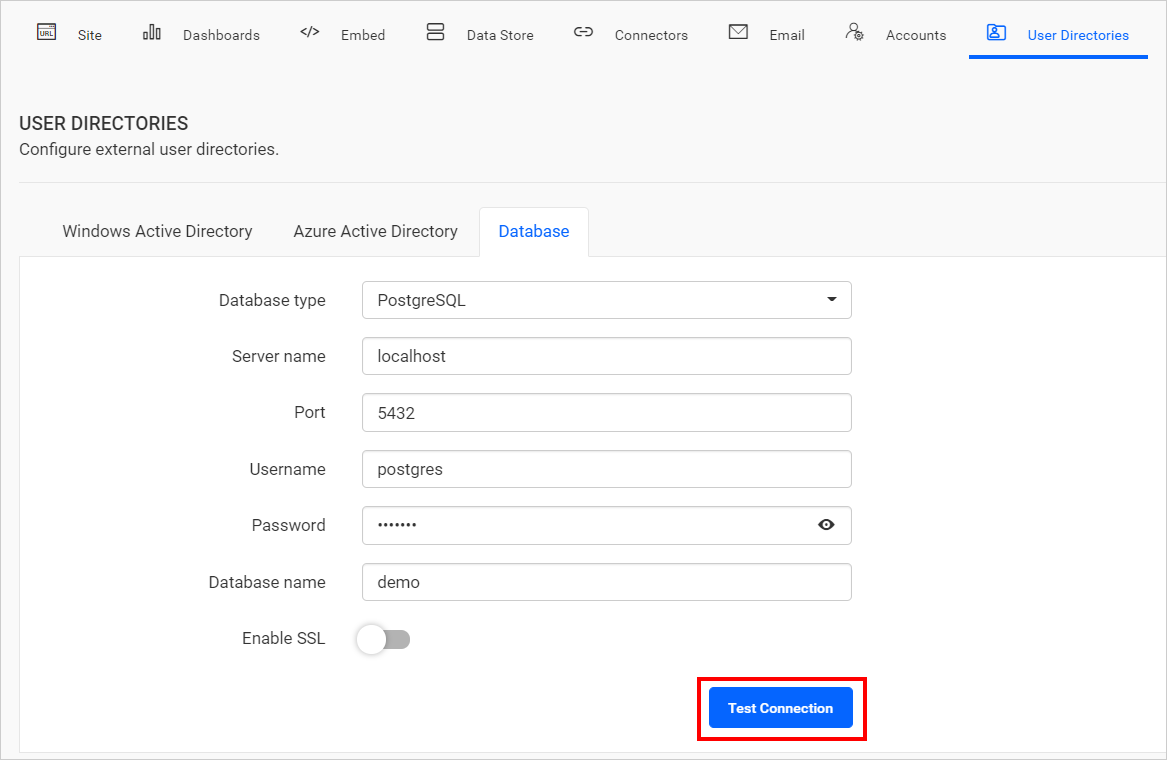 URL Site Dashboards </> Embed Data Store Connectors Email Accounts User Directories
USER DIRECTORIES
Configure external user directories.
Windows Active Directory Azure Active Directory Database
Database type PostgreSQL
Server name localhost
Port 5432
Username postgres
Password •••••••
Database name demo
Enable SSL
Test Connection